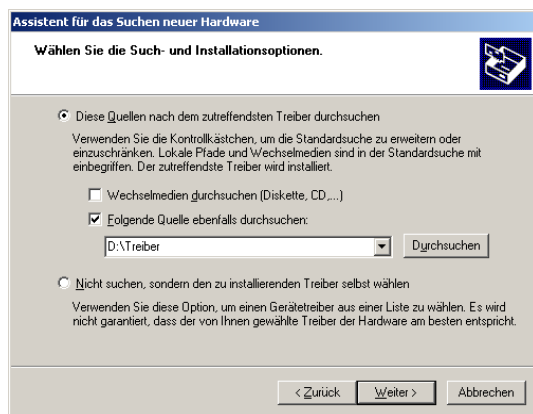 Assistent für das Suchen neuer Hardware
Wählen Sie die Such- und Installationsoptionen.
Diese Quellen nach dem zutreffendsten Treiber durchsuchen
Verwenden Sie die Kontrollkästchen, um die Standardsuche zu erweitern oder
einzuschränken. Lokale Pfade und Wechselmedien sind in der Standardsuche mit
einbegriffen. Der zutreffendste Treiber wird installiert.
Wechselmedien durchsuchen (Diskette, CD,...)
Folgende Quelle ebenfalls durchsuchen:
D:\Treiber
Durchsuchen
Nicht suchen, sondern den zu installierenden Treiber selbst wählen
Verwenden Sie diese Option, um einen Gerätetreiber aus einer Liste zu wählen. Es wird
nicht garantiert, dass der von Ihnen gewählte Treiber der Hardware am besten entspricht.
< Zurück Weiter > Abbrechen